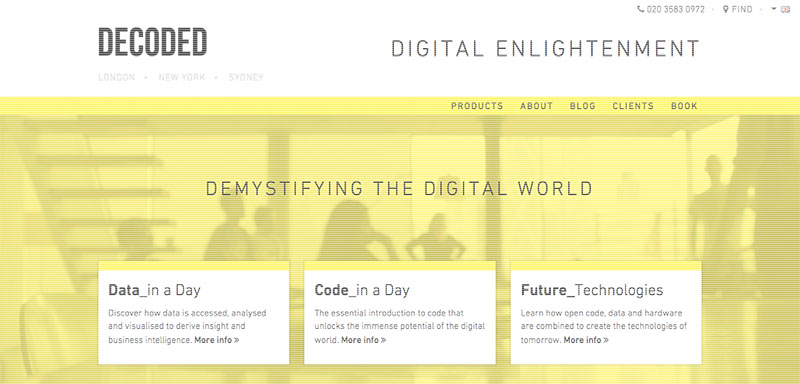 020 3583 0972 • FIND •
DECODED
DIGITAL ENLIGHTENMENT
LONDON • NEW YORK • SYDNEY
PRODUCTS ABOUT BLOG CLIENTS BOOK
DEMYSTIFYING THE DIGITAL WORLD
Data_in a Day
Discover how data is accessed, analysed
and visualised to derive insight and
business intelligence. More info »
Code_in a Day
The essential introduction to code that
unlocks the immense potential of the digital
world. More info »
Future_Technologies
Learn how open code, data and hardware
are combined to create the technologies of
tomorrow. More info »